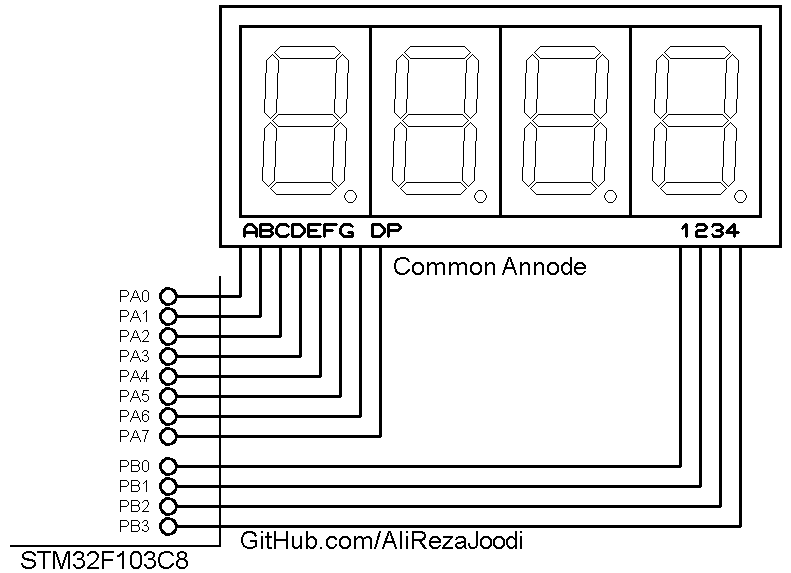 ABCDEFG DP 1234
Common Annode
PA0
PA1
PA2
PA3
PA4
PA5
PA6
PA7
PB0
PB1
PB2
PB3
GitHub.com/AliRezaJoodi
STM32F103C8